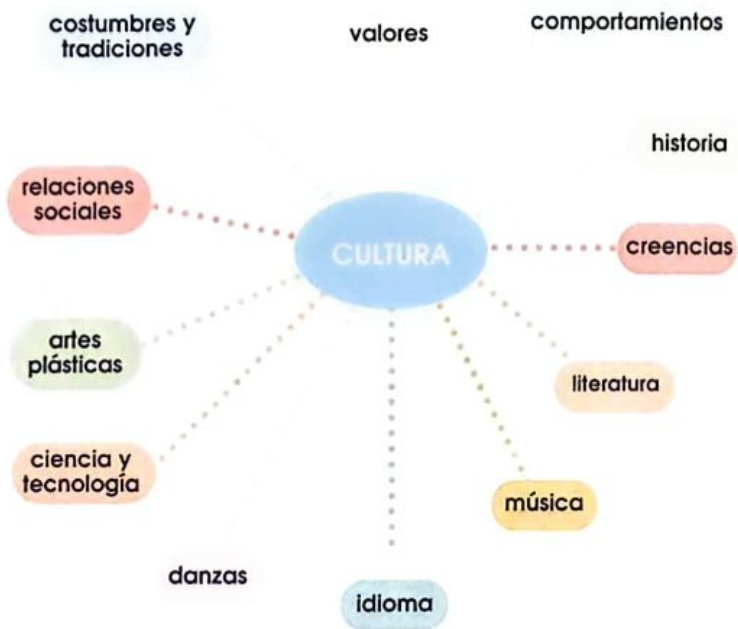 costumbres y
tradiciones
valores
comportamientos
historia
relaciones
sociales
CULTURA
creencias
artes
plásticas
literatura
ciencia y
tecnología
música
danzas
idioma